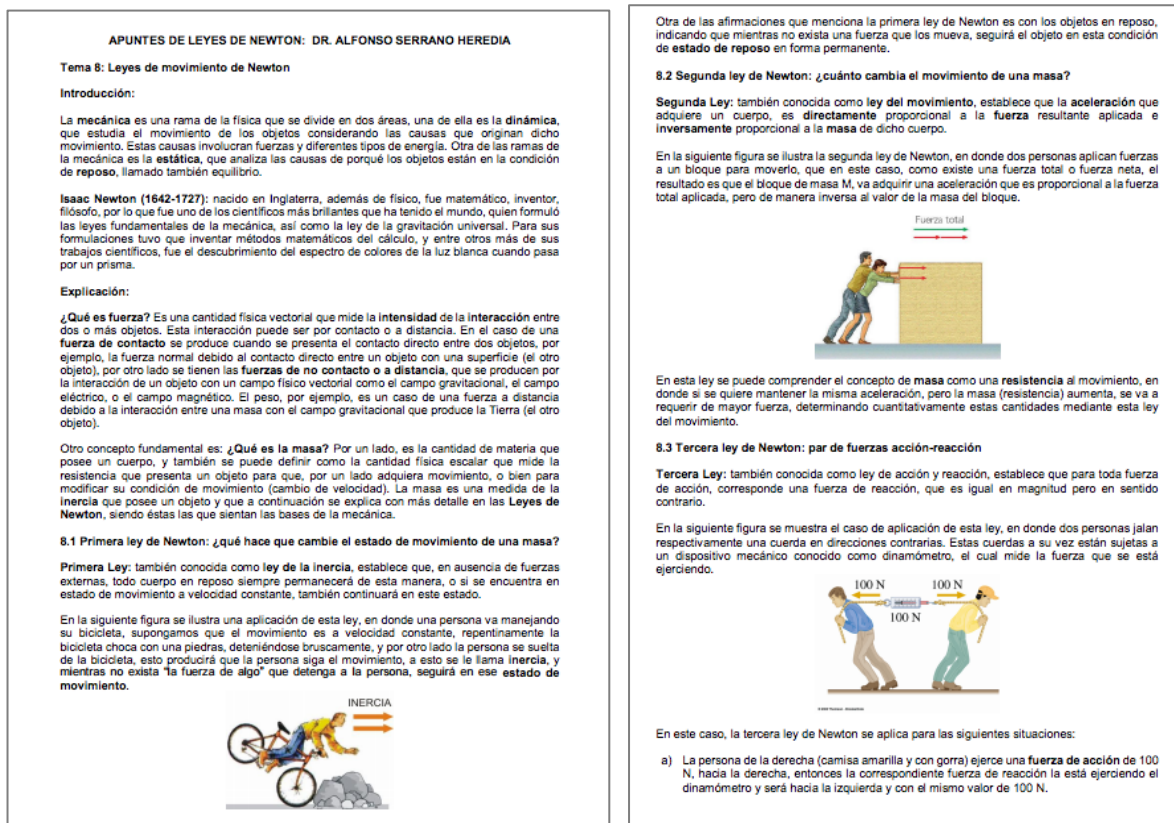 APUNTES DE LEYES DE NEWTON: DR. ALFONSO SERRANO HEREDIA
Tema 8: Leyes de movimiento de Newton
Introducción:
La mecánica es una rama de la física que se divide en dos áreas, una de ella es la dinámica,
que estudia el movimiento de los objetos considerando las causas que originan dicho
movimiento. Estas causas involucran fuerzas y diferentes tipos de energía. Otra de las ramas de
la mecánica es la estática, que analiza las causas de porqué los objetos están en la condición
de reposo, llamado también equilibrio.
Isaac Newton (1642-1727): nacido en Inglaterra, además de físico, fue matemático, inventor,
filósofo, por lo que fue uno de los científicos más brillantes que ha tenido el mundo, quien formuló
las leyes fundamentales de la mecánica, así como la ley de la gravitación universal. Para sus
formulaciones tuvo que inventar métodos matemáticos del cálculo, y entre otros más de sus
trabajos científicos, fue el descubrimiento del espectro de colores de la luz blanca cuando pasa
por un prisma.
Explicación:
¿Qué es fuerza? Es una cantidad física vectorial que mide la intensidad de la interacción entre
dos o más objetos. Esta interacción puede ser por contacto o a distancia. En el caso de una
fuerza de contacto se produce cuando se presenta el contacto directo entre dos objetos, por
ejemplo, la fuerza normal debido al contacto directo entre un objeto con una superficie (el otro
objeto), por otro lado se tienen las fuerzas de no contacto o a distancia, que se producen por
la interacción de un objeto con un campo físico vectorial como el campo gravitacional, el campo
eléctrico, o el campo magnético. El peso, por ejemplo, es un caso de una fuerza a distancia
debido a la interacción entre una masa con el campo gravitacional que produce la Tierra (el otro
objeto).
Otro concepto fundamental es: ¿Qué es la masa? Por un lado, es la cantidad de materia que
posee un cuerpo, y también se puede definir como la cantidad física escalar que mide la
resistencia que presenta un objeto para que, por un lado adquiera movimiento, o bien para
modificar su condición de movimiento (cambio de velocidad). La masa es una medida de la
inercia que posee un objeto y que a continuación se explica con más detalle en las Leyes de
Newton, siendo éstas las que sientan las bases de la mecánica.
8.1 Primera ley de Newton: ¿qué hace que cambie el estado de movimiento de una masa?
Primera Ley: también conocida como ley de la inercia, establece que, en ausencia de fuerzas
externas, todo cuerpo en reposo siempre permanecerá de esta manera, o si se encuentra en
estado de movimiento a velocidad constante, también continuará en este estado.
En la siguiente figura se ilustra una aplicación de esta ley, en donde una persona va manejando
su bicicleta, supongamos que el movimiento es a velocidad constante, repentinamente la
bicicleta choca con una piedras, deteniéndose bruscamente, y por otro lado la persona se suelta
de la bicicleta, esto producirá que la persona siga el movimiento, a esto se le llama inercia, y
mientras no exista "la fuerza de algo" que detenga a la persona, seguirá en ese estado de
movimiento.
INERCIA
Otra de las afirmaciones que menciona la primera ley de Newton es con los objetos en reposo,
indicando que mientras no exista una fuerza que los mueva, seguirá el objeto en esta condición
de estado de reposo en forma permanente.
8.2 Segunda ley de Newton: ¿cuánto cambia el movimiento de una masa?
Segunda Ley: también conocida como ley del movimiento, establece que la aceleración que
adquiere un cuerpo, es directamente proporcional a la fuerza resultante aplicada e
inversamente proporcional a la masa de dicho cuerpo.
En la siguiente figura se ilustra la segunda ley de Newton, en donde dos personas aplican fuerzas
a un bloque para moverlo, que en este caso, como existe una fuerza total o fuerza neta, el
resultado es que el bloque de masa M, va adquirir una aceleración que es proporcional a la fuerza
total aplicada, pero de manera inversa al valor de la masa del bloque.
Fuerza total
En esta ley se puede comprender el concepto de masa como una resistencia al movimiento, en
donde si se quiere mantener la misma aceleración, pero la masa (resistencia) aumenta, se va a
requerir de mayor fuerza, determinando cuantitativamente estas cantidades mediante esta ley
del movimiento.
8.3 Tercera ley de Newton: par de fuerzas acción-reacción
Tercera Ley: también conocida como ley de acción y reacción, establece que para toda fuerza
de acción, corresponde una fuerza de reacción, que es igual en magnitud pero en sentido
contrario.
En la siguiente figura se muestra el caso de aplicación de esta ley, en donde dos personas jalan
respectivamente una cuerda en direcciones contrarias. Estas cuerdas a su vez están sujetas a
un dispositivo mecánico conocido como dinamómetro, el cual mide la fuerza que se está
ejerciendo.
100 N 100 N
100 N
En este caso, la tercera ley de Newton se aplica para las siguientes situaciones:
a) La persona de la derecha (camisa amarilla y con gorra) ejerce una fuerza de acción de 100
N, hacia la derecha, entonces la correspondiente fuerza de reacción la está ejerciendo el
dinamómetro y será hacia la izquierda y con el mismo valor de 100 N.